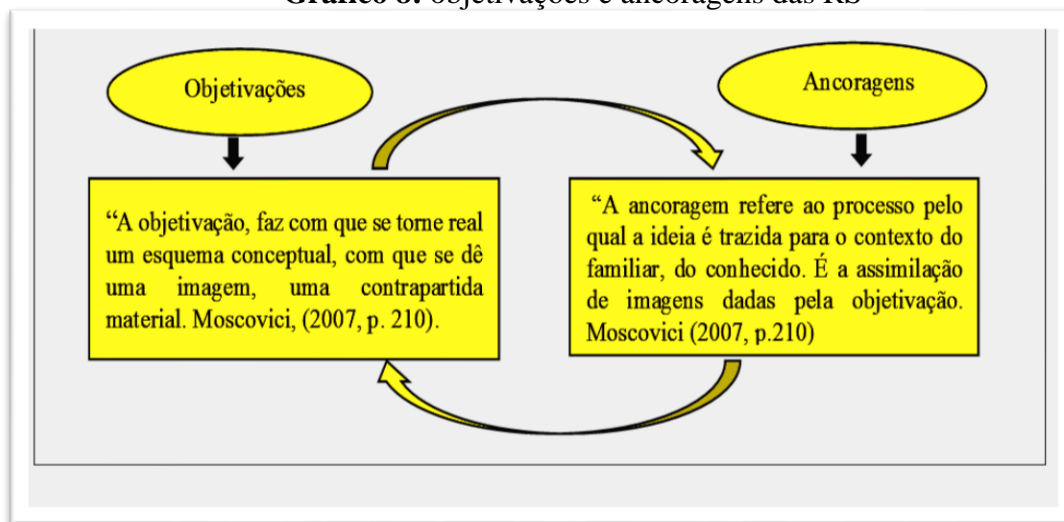 Gráfico 8: objetivações e ancoragens das RS
Objetivações
Ancoragens
“A objetivação, faz com que se torne real
um esquema conceptual, com que se dê
uma imagem, uma contrapartida
material. Moscovici, (2007, p. 210).
“A ancoragem refere ao processo pelo
qual a ideia é trazida para o contexto do
familiar, do conhecido. É a assimilação
de imagens dadas pela objetivação.
Moscovici (2007, p.210)